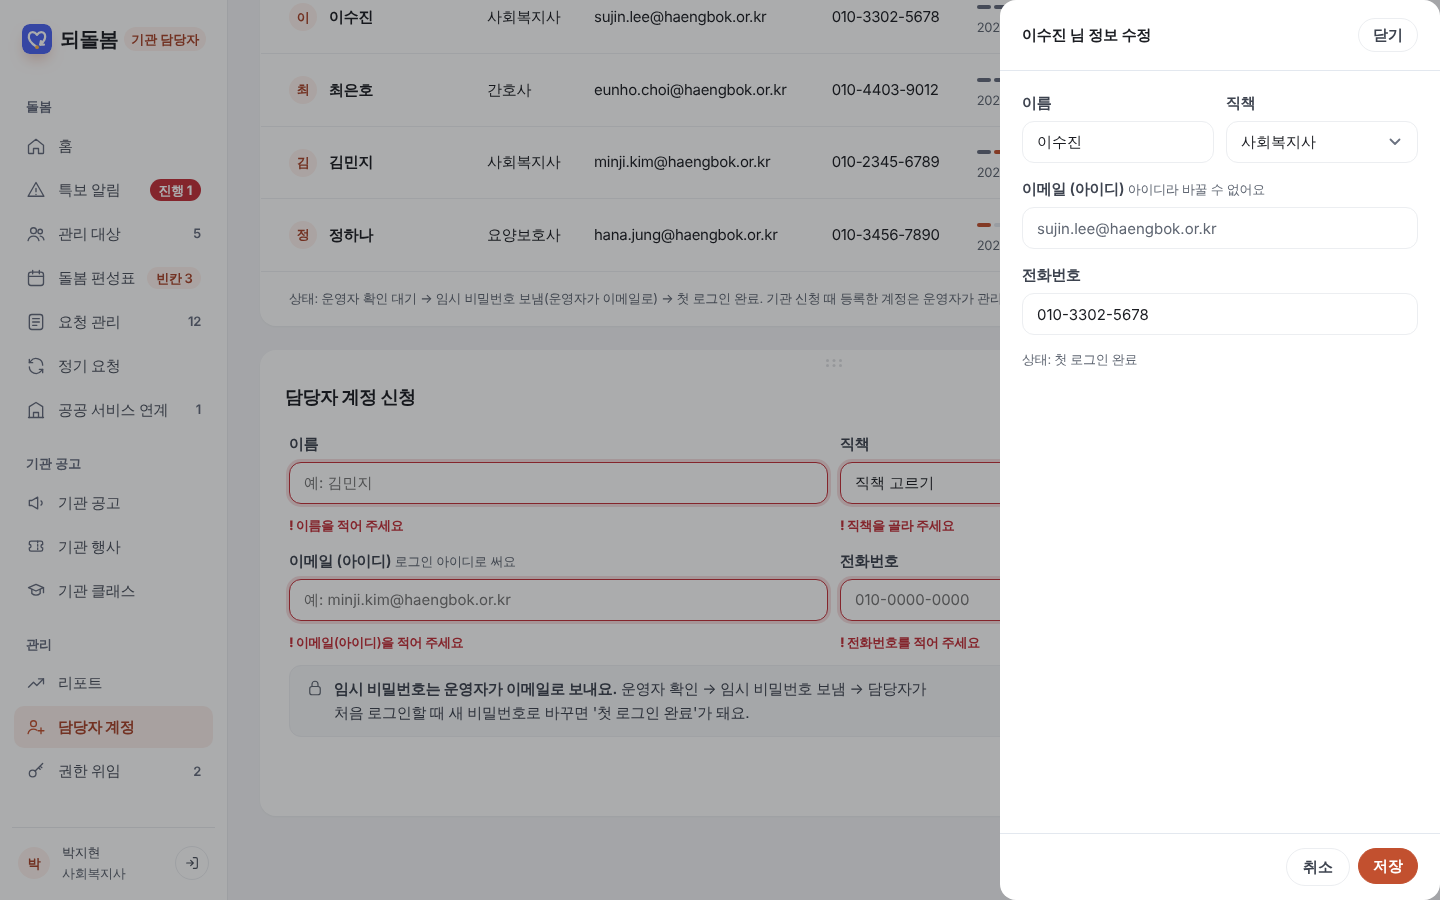 되돌봄 기관 담당자
돌봄
홈
특보 알림 진행 1
관리 대상 5
돌봄 편성표 빈칸 3
요청 관리 12
정기 요청
공공 서비스 연계 1
기관 공고
기관 공고
기관 행사
기관 클래스
관리
리포트
담당자 계정
권한 위임 2
박 박지현
사회복지사
이 이수진 사회복지사 sujin.lee@haengbok.or.kr 010-3302-5678 202
최 최은호 간호사 eunho.choi@haengbok.or.kr 010-4403-9012 202
김 김민지 사회복지사 minji.kim@haengbok.or.kr 010-2345-6789 202
정 정하나 요양보호사 hana.jung@haengbok.or.kr 010-3456-7890 202
상태: 운영자 확인 대기 → 임시 비밀번호 보냄(운영자가 이메일로) → 첫 로그인 완료. 기관 신청 때 등록한 계정은 운영자가 관리
담당자 계정 신청
이름 직책
예: 김민지 직책 고르기
! 이름을 적어 주세요 ! 직책을 골라 주세요
이메일 (아이디) 로그인 아이디로 써요 전화번호
예: minji.kim@haengbok.or.kr 010-0000-0000
! 이메일(아이디)을 적어 주세요 ! 전화번호를 적어 주세요
임시 비밀번호는 운영자가 이메일로 보내요. 운영자 확인 → 임시 비밀번호 보냄 → 담당자가
처음 로그인할 때 새 비밀번호로 바꾸면 '첫 로그인 완료'가 돼요.
이수진 님 정보 수정 닫기
이름 직책
이수진 사회복지사
이메일 (아이디) 아이디라 바꿀 수 없어요
sujin.lee@haengbok.or.kr
전화번호
010-3302-5678
상태: 첫 로그인 완료
취소 저장